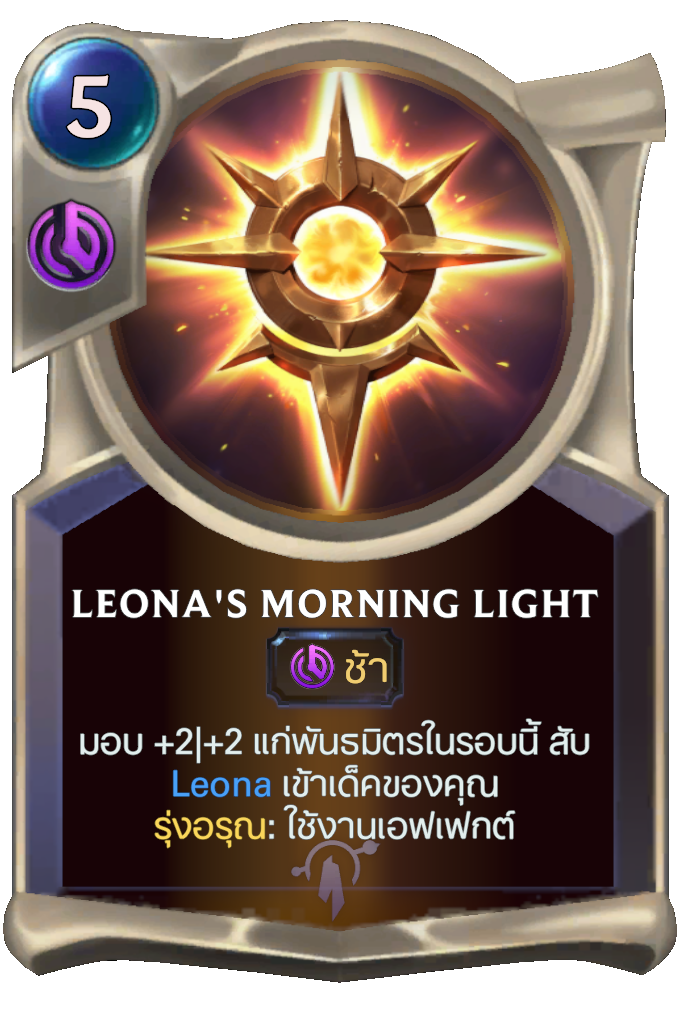 5
LEONA'S MORNING LIGHT
ช้า
มอบ +2|+2 แก่พันธมิตรในรอบนี้ สับ
Leona เข้าเด็คของคุณ
รุ่งอรุณ: ใช้งานเอฟเฟกต์